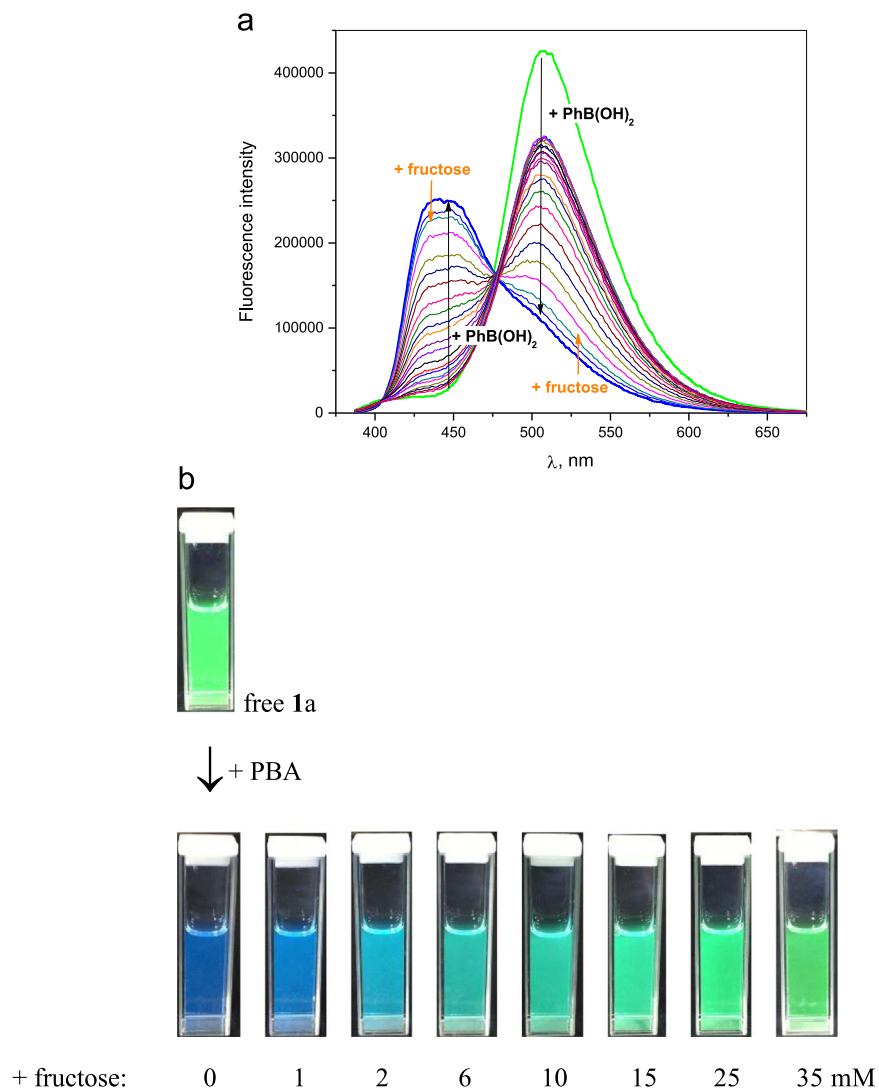 a
400000
300000
200000
100000
0
Fluorescence intensity
+ PhB(OH)2
+ fructose
+ PhB(OH)2
+ fructose
400 450 500 550 600 650
λ, nm
b
free 1a
+ PBA
+ fructose: 0 1 2 6 10 15 25 35 mM